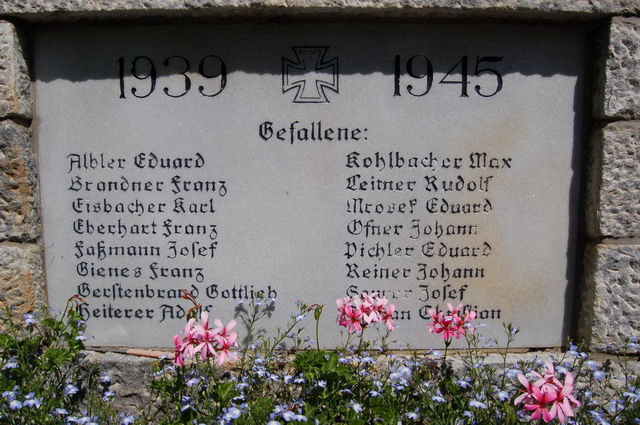 1939 1945
Gefallene:
Albler Eduard
Brandner Franz
Eisbacher Karl
Eberhart Franz
Faßmann Josef
Gienes Franz
Gerstenbrand Gottlieb
Heiterer
Kohlbacher Max
Leitner Rudolf
Mrosek Eduard
Ofner Johann
Pichler Eduard
Reiner Johann
Josef